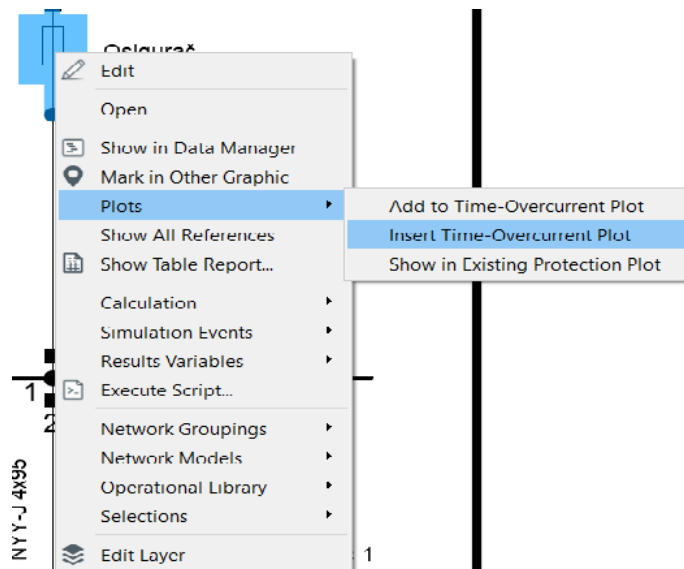 Osigurač
Edit
Open
Show in Data Manager
Mark in Other Graphic
Plots
Add to Time-Overcurrent Plot
Show All References
Insert Time-Overcurrent Plot
Show Table Report...
Show in Existing Protection Plot
Calculation
Simulation Events
Results Variables
1
Execute Script...
2
Network Groupings
Network Models
Operational Library
Selections
NYY-J 4x95
Edit Layer
1